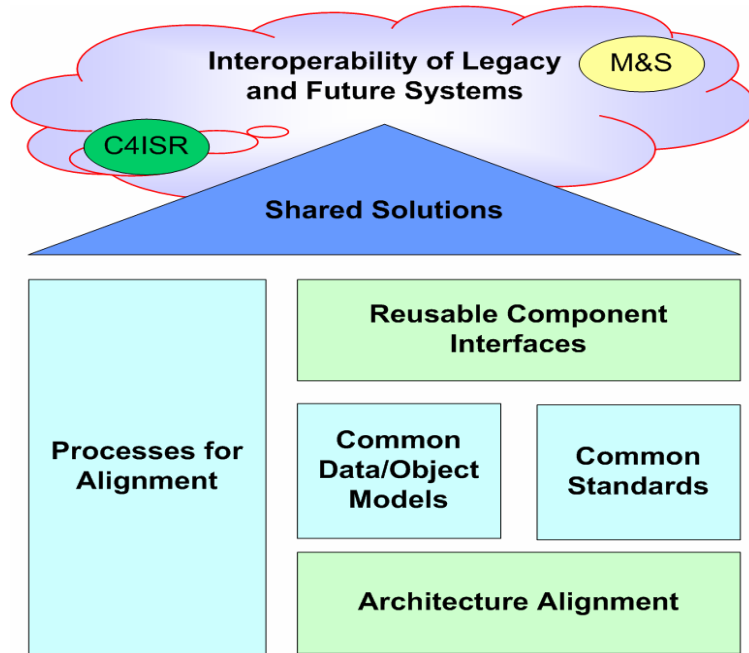 Interoperability of Legacy
and Future Systems
M&S
C4ISR
Shared Solutions
Reusable Component
Interfaces
Processes for
Alignment
Common
Data/Object
Models
Common
Standards
Architecture Alignment